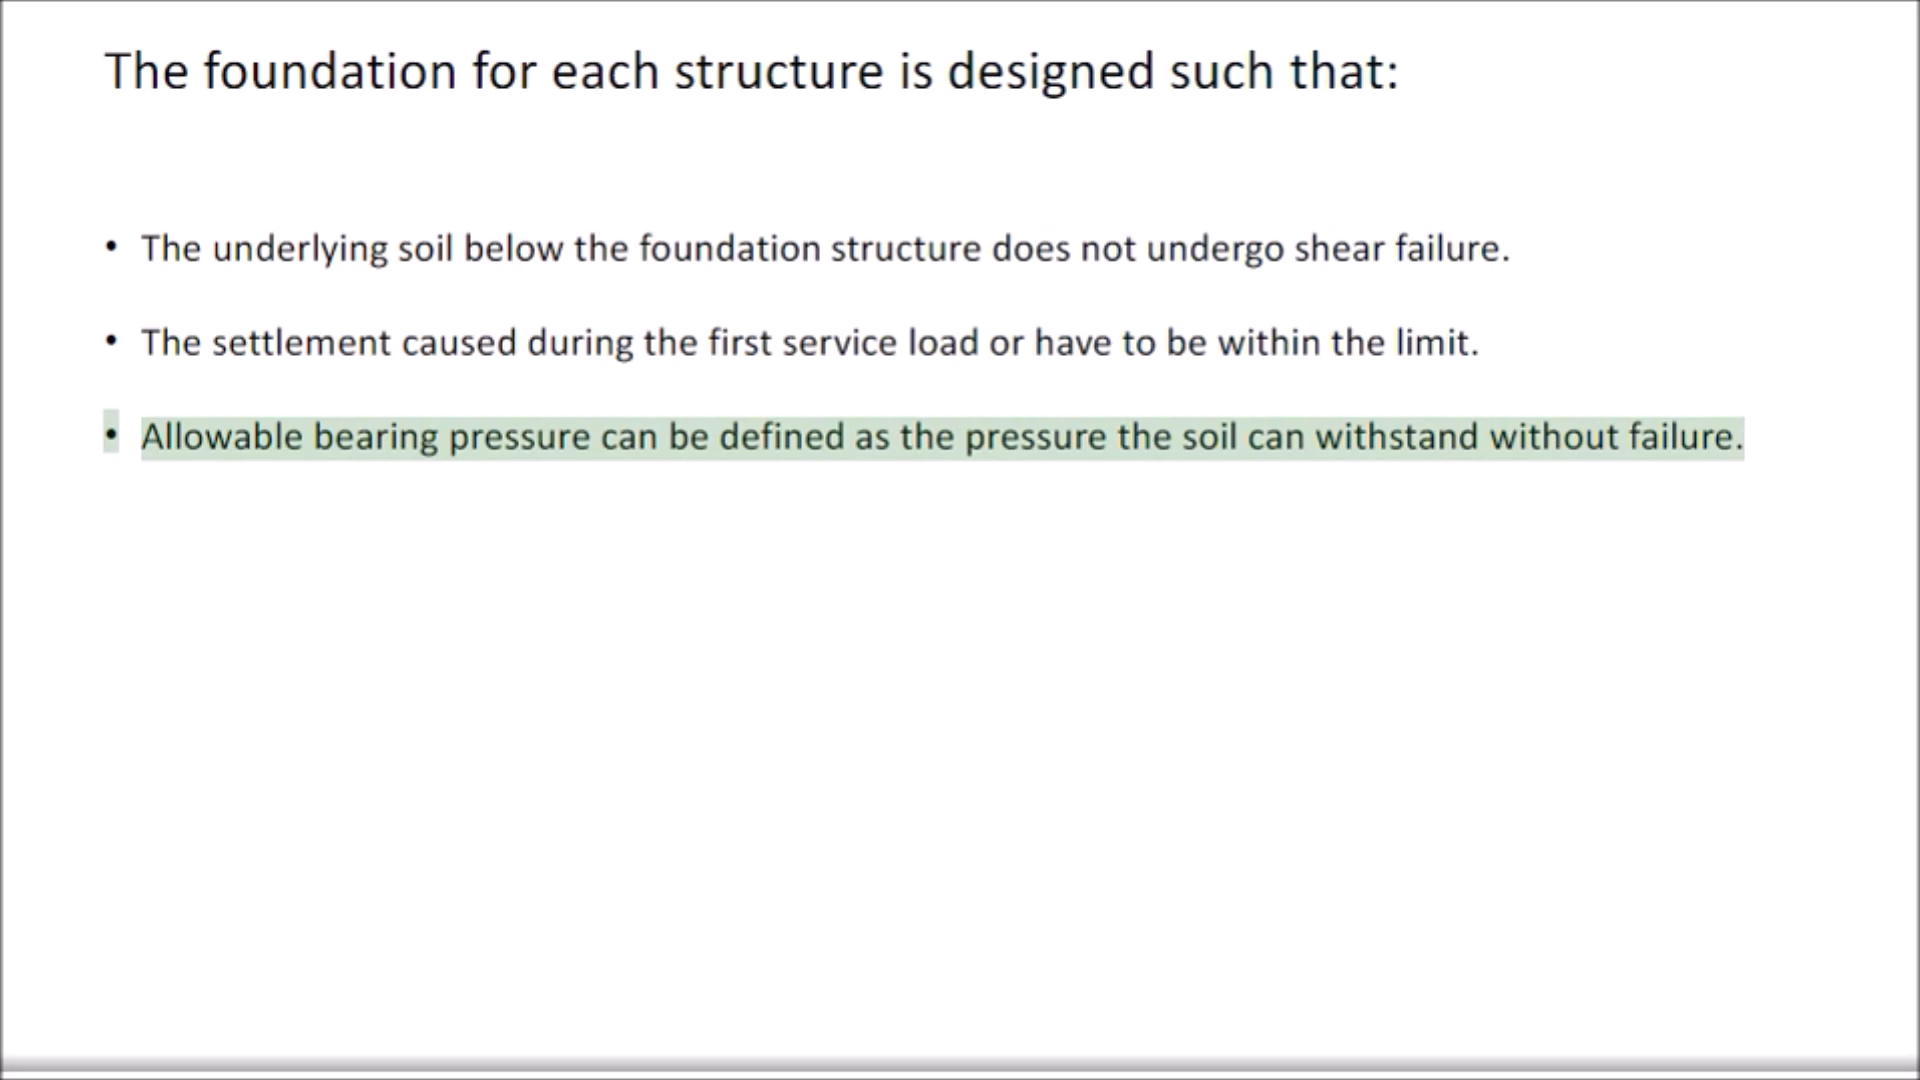 The foundation for each structure is designed such that:
• The underlying soil below the foundation structure does not undergo shear failure.
• The settlement caused during the first service load or have to be within the limit.
• Allowable bearing pressure can be defined as the pressure the soil can withstand without failure.